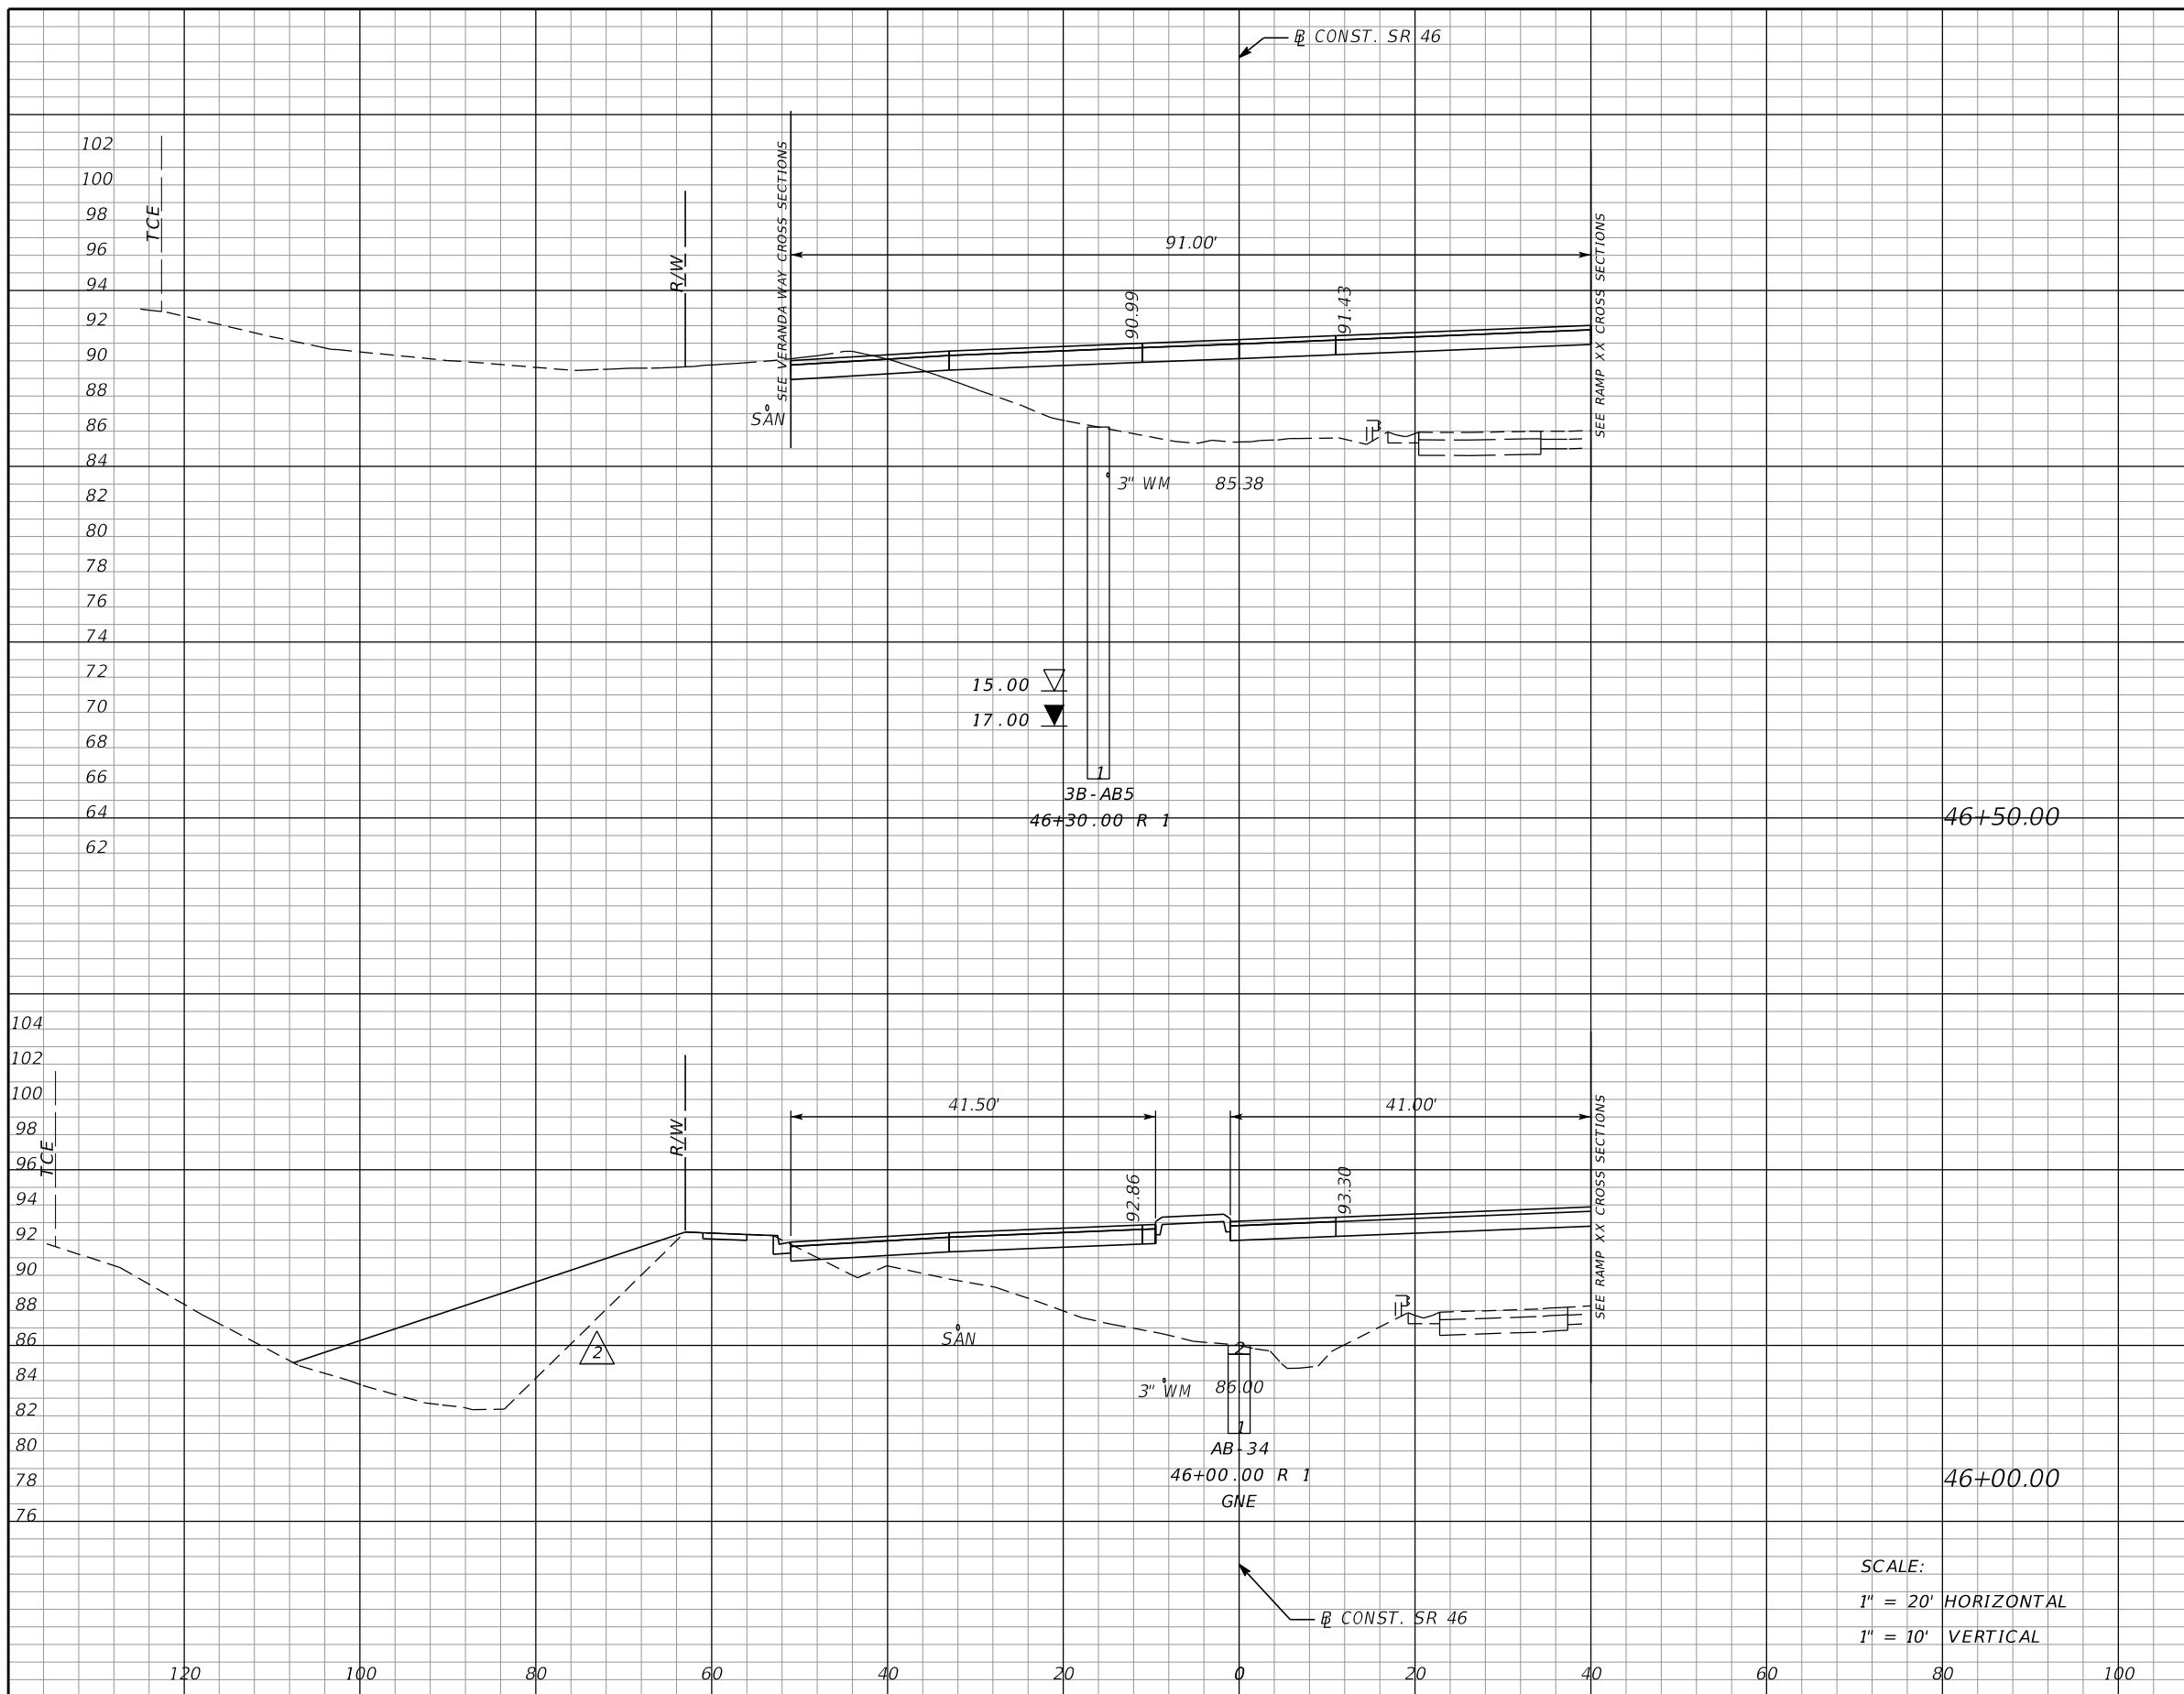 BL CONST. SR 46
102
100
98
96
94
92
90
88
86
84
82
80
78
76
74
72
70
68
66
64
62
TCE
R/W
SEE VERANDA WAY CROSS SECTIONS
91.00'
90.99
91.43
SEE RAMP XX CROSS SECTIONS
SAN
3" WM
85.38
15.00
17.00
1
3B-AB5
46+30.00 R 1
46+50.00
104
102
100
98
96
94
92
90
88
86
84
82
80
78
76
TCE
R/W
41.50'
41.00'
92.86
93.30
SEE RAMP XX CROSS SECTIONS
2
SAN
3" WM
2
86.00
1
AB-34
46+00.00 R 1
GNE
46+00.00
BL CONST. SR 46
SCALE:
1" = 20' HORIZONTAL
1" = 10' VERTICAL
120 100 80 60 40 20 0 20 40 60 80 100